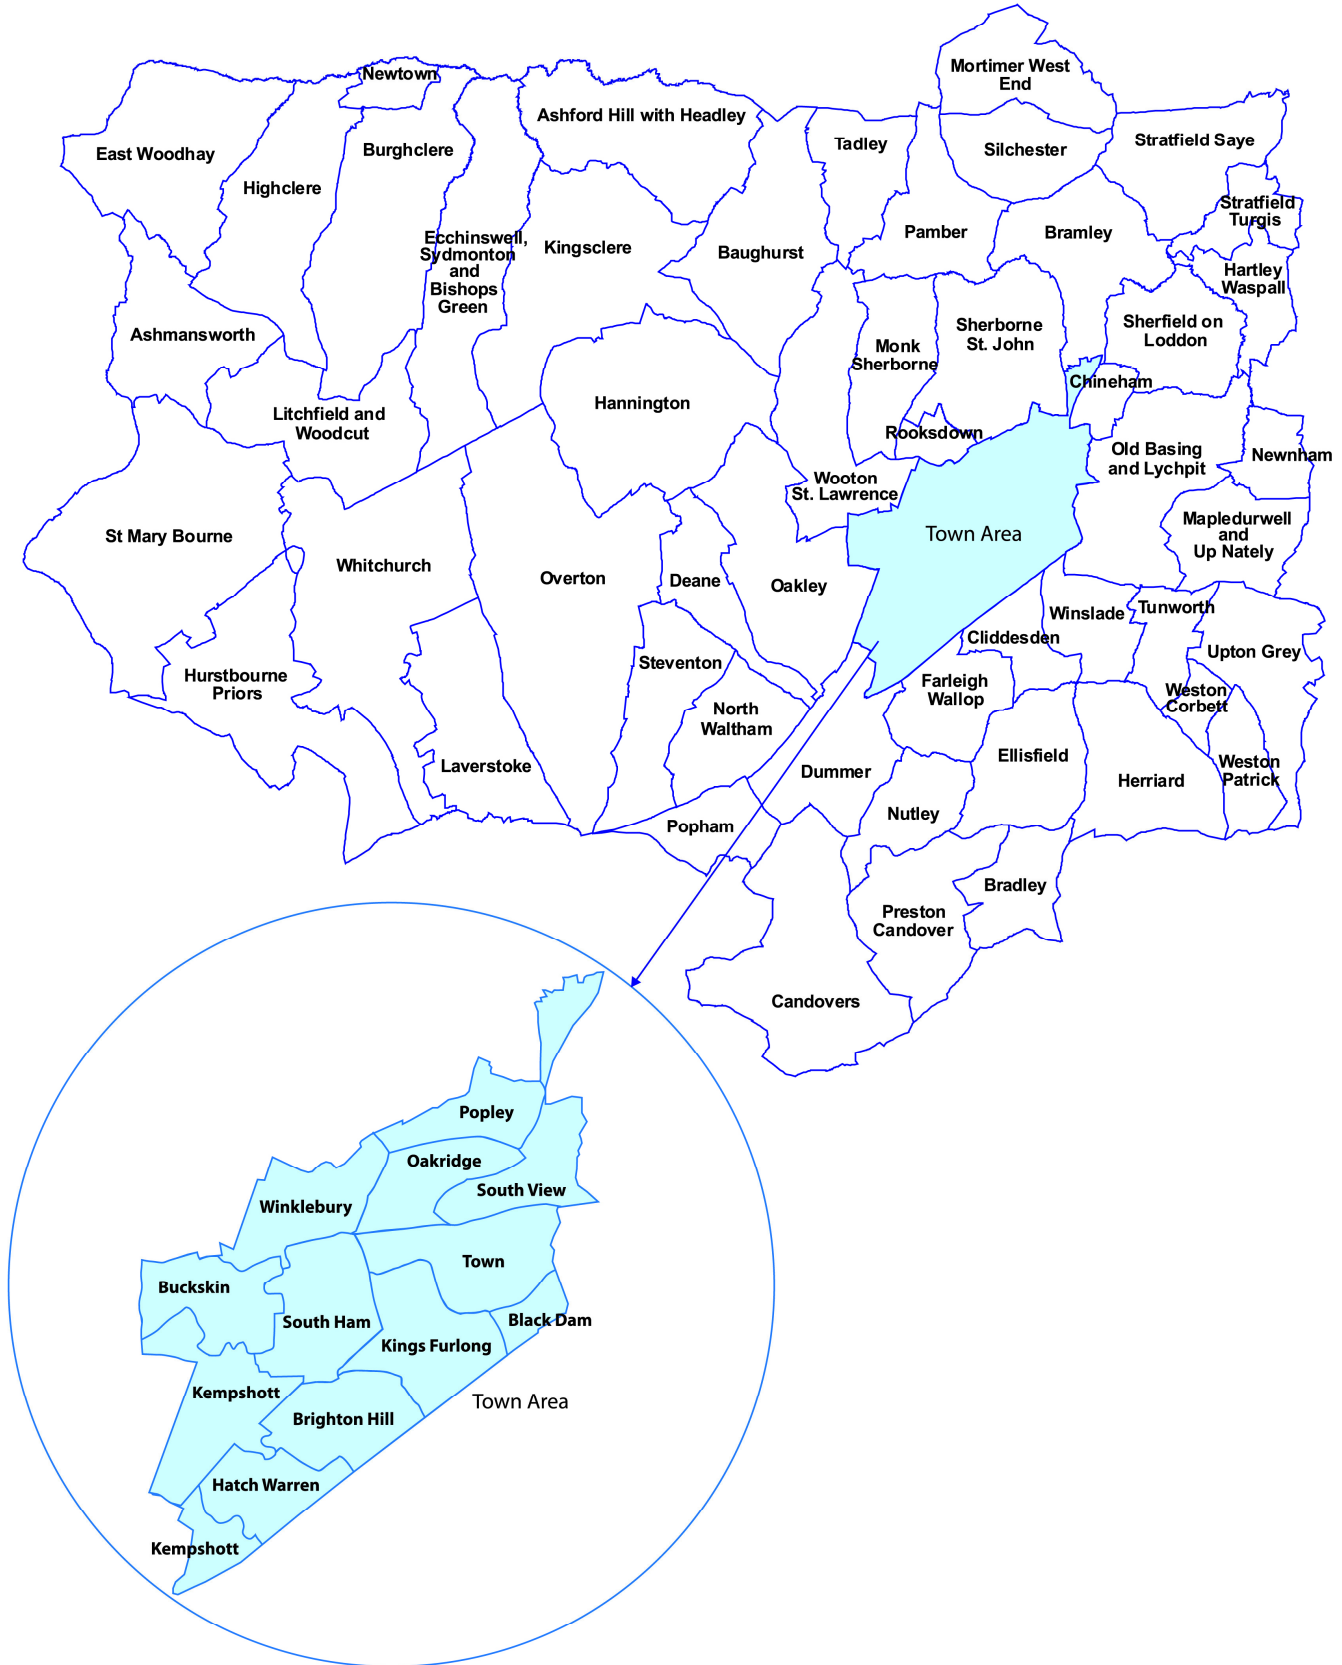 Mortimer West
End
Newtown
Ashford Hill with Headley
Tadley
Silchester
Stratfield Saye
East Woodhay
Burghclere
Highclere
Stratfield
Turgis
Ecchinswell,
Sydmonton
and
Bishops
Green
Kingsclere
Baughurst
Pamber
Bramley
Hartley
Waspall
Ashmansworth
Monk
Sherborne
Sherborne
St. John
Sherfield on
Loddon
Chineham
Litchfield and
Woodcut
Hannington
Rooksdown
Old Basing
and Lychpit
Newnham
Wooton
St. Lawrence
St Mary Bourne
Whitchurch
Overton
Deane
Oakley
Town Area
Mapledurwell
and
Up Nately
Winslade
Tunworth
Cliddesden
Upton Grey
Hurstbourne
Priors
Steventon
North
Waltham
Farleigh
Wallop
Weston
Corbett
Laverstoke
Dummer
Ellisfield
Herriard
Weston
Patrick
Popham
Nutley
Bradley
Preston
Candover
Candovers
Popley
Oakridge
South View
Winklebury
Town
Buckskin
South Ham
Black Dam
Kings Furlong
Kempshott
Brighton Hill
Town Area
Hatch Warren
Kempshott